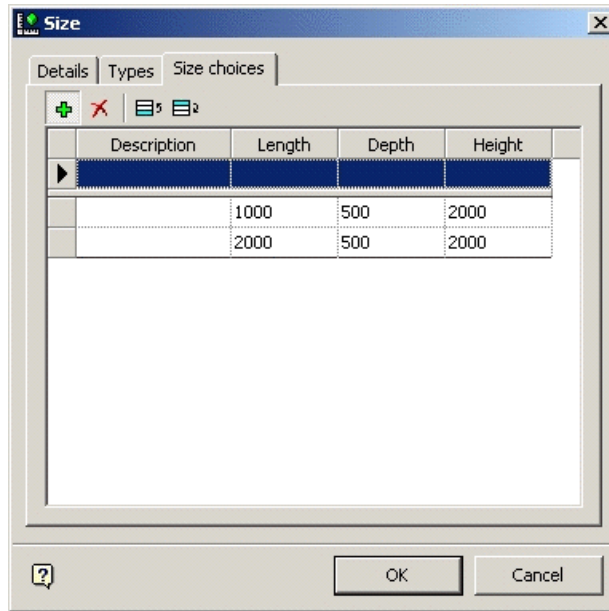 Size
Details Types Size choices
Description Length Depth Height
1000 500 2000
2000 500 2000
OK Cancel